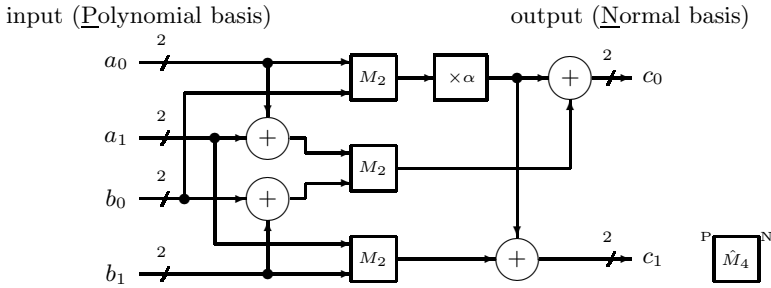 input (Polynomial basis) output (Normal basis)
2 2
a₀ M₂ ×α + c₀
2
a₁ + M₂
2
b₀ +
2 2 P N
b₁ M₂ + c₁ M̂₄